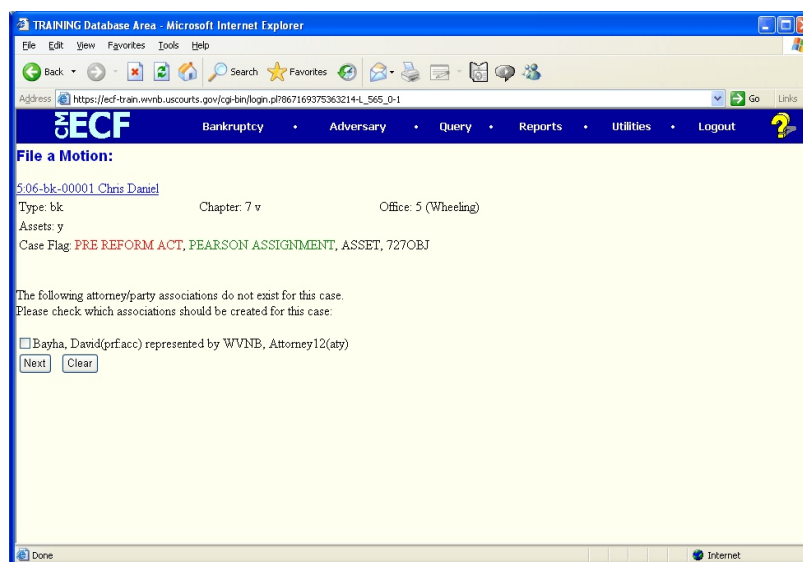 TRAINING Database Area - Microsoft Internet Explorer
File Edit View Favorites Tools Help
Back Search Favorites
Address https://ecf-train.wvnb.uscourts.gov/cgi-bin/login.pl?867169375363214-L_565_0-1 Go Links
CM ECF Bankruptcy • Adversary • Query • Reports • Utilities • Logout ?
File a Motion:
5:06-bk-00001 Chris Daniel
Type: bk Chapter: 7 v Office: 5 (Wheeling)
Assets: y
Case Flag: PRE REFORM ACT, PEARSON ASSIGNMENT, ASSET, 727OBJ
The following attorney/party associations do not exist for this case.
Please check which associations should be created for this case:
Bayha, David(prf:acc) represented by WVNB, Attorney12(aty)
Next Clear
Done Internet